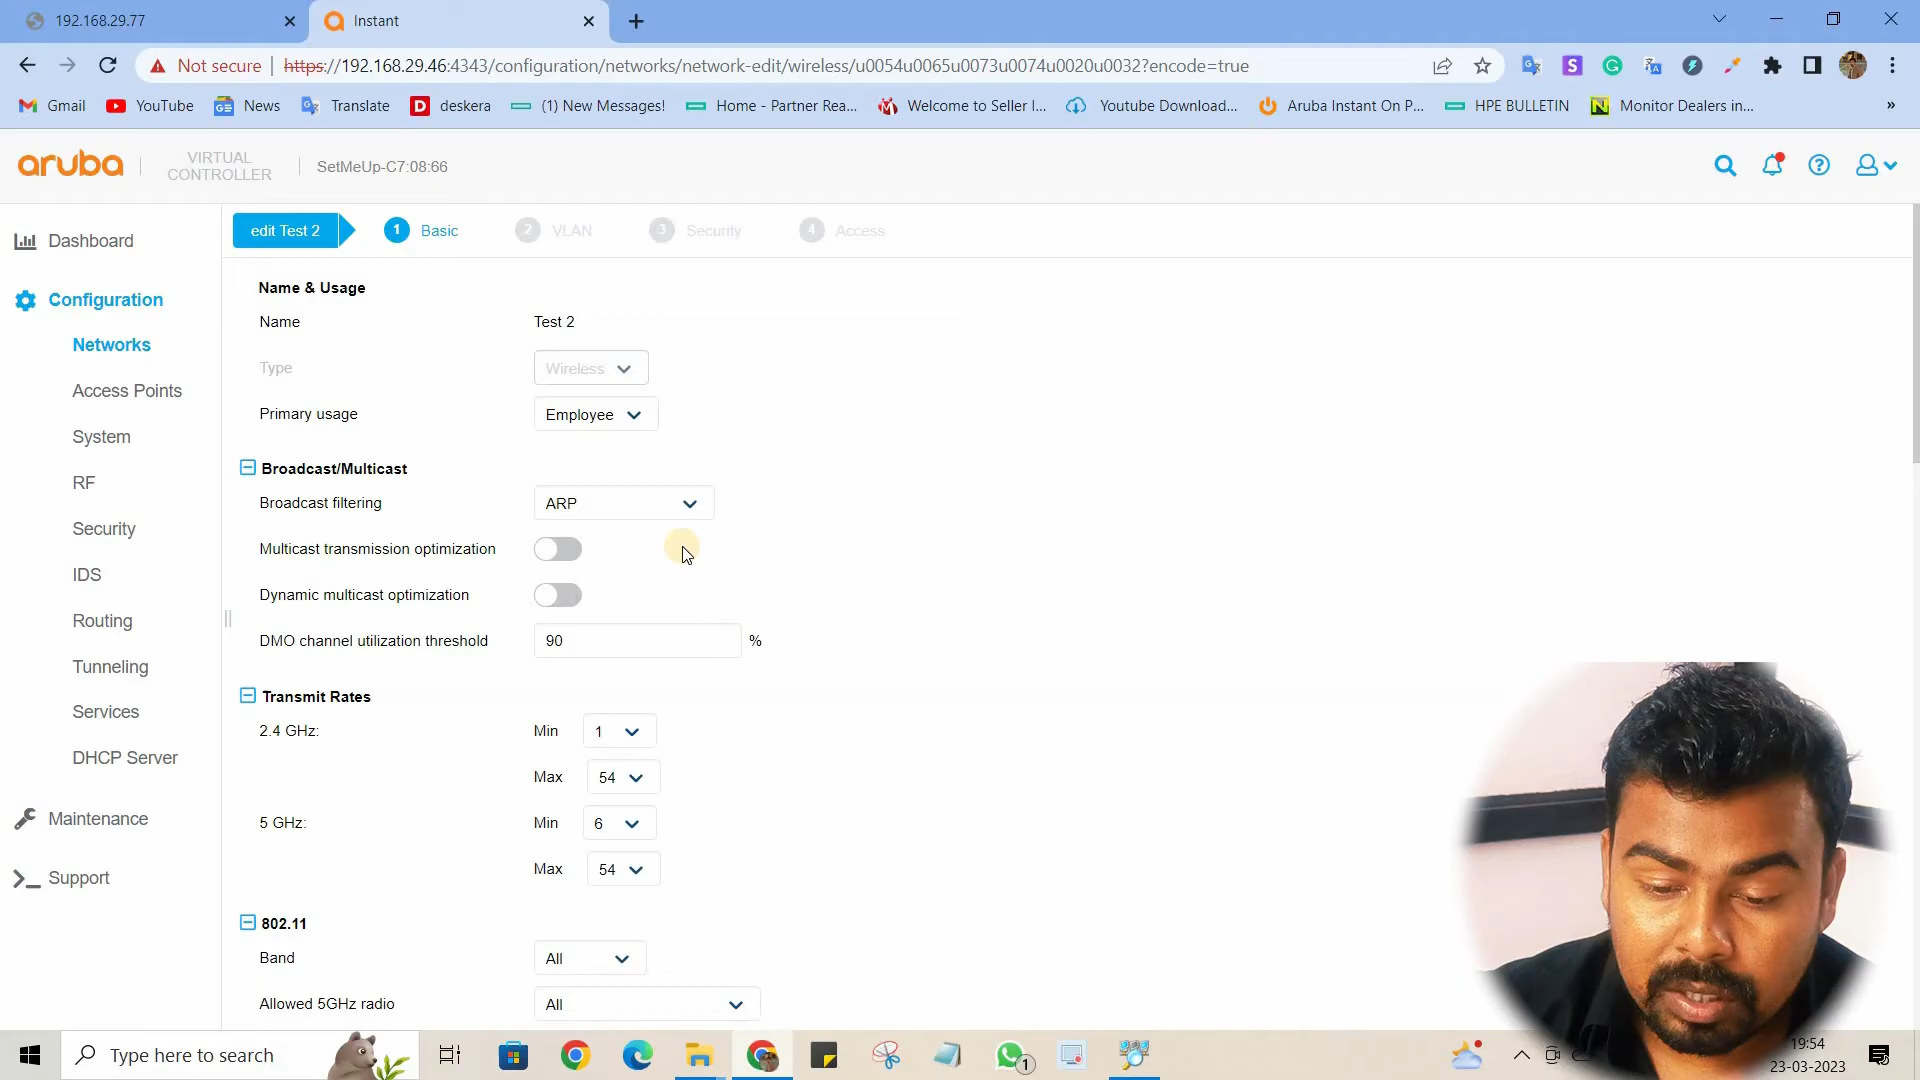 192.168.29.77
Instant
Not secure
https://192.168.29.46:4343/configuration/networks/network-edit/wireless/u0054u0065u0073u0074u0020u0032?encode=true
Gmail YouTube News Translate deskera (1) New Messages! Home - Partner Rea... Welcome to Seller I... Youtube Download... Aruba Instant On P... HPE BULLETIN Monitor Dealers in... »
aruba
VIRTUAL
CONTROLLER
SetMeUp-C7:08:66
Dashboard
Configuration
Networks
Access Points
System
RF
Security
IDS
Routing
Tunneling
Services
DHCP Server
Maintenance
Support
edit Test 2 1 Basic 2 VLAN 3 Security 4 Access
Name & Usage
Name Test 2
Type Wireless
Primary usage Employee
Broadcast/Multicast
Broadcast filtering ARP
Multicast transmission optimization
Dynamic multicast optimization
DMO channel utilization threshold 90 %
Transmit Rates
2.4 GHz: Min 1
Max 54
5 GHz: Min 6
Max 54
802.11
Band All
Allowed 5GHz radio All
Type here to search
1
19:54
23-03-2023